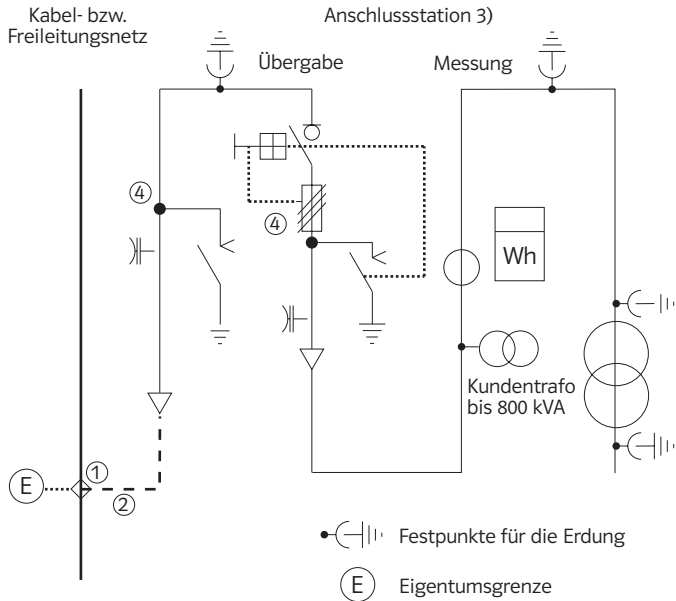 Kabel- bzw.
Freileitungsnetz
Anschlussstation 3)
Übergabe
Messung
4
4
Wh
Kundentrafo
bis 800 kVA
1
E
2
Festpunkte für die Erdung
E Eigentumsgrenze